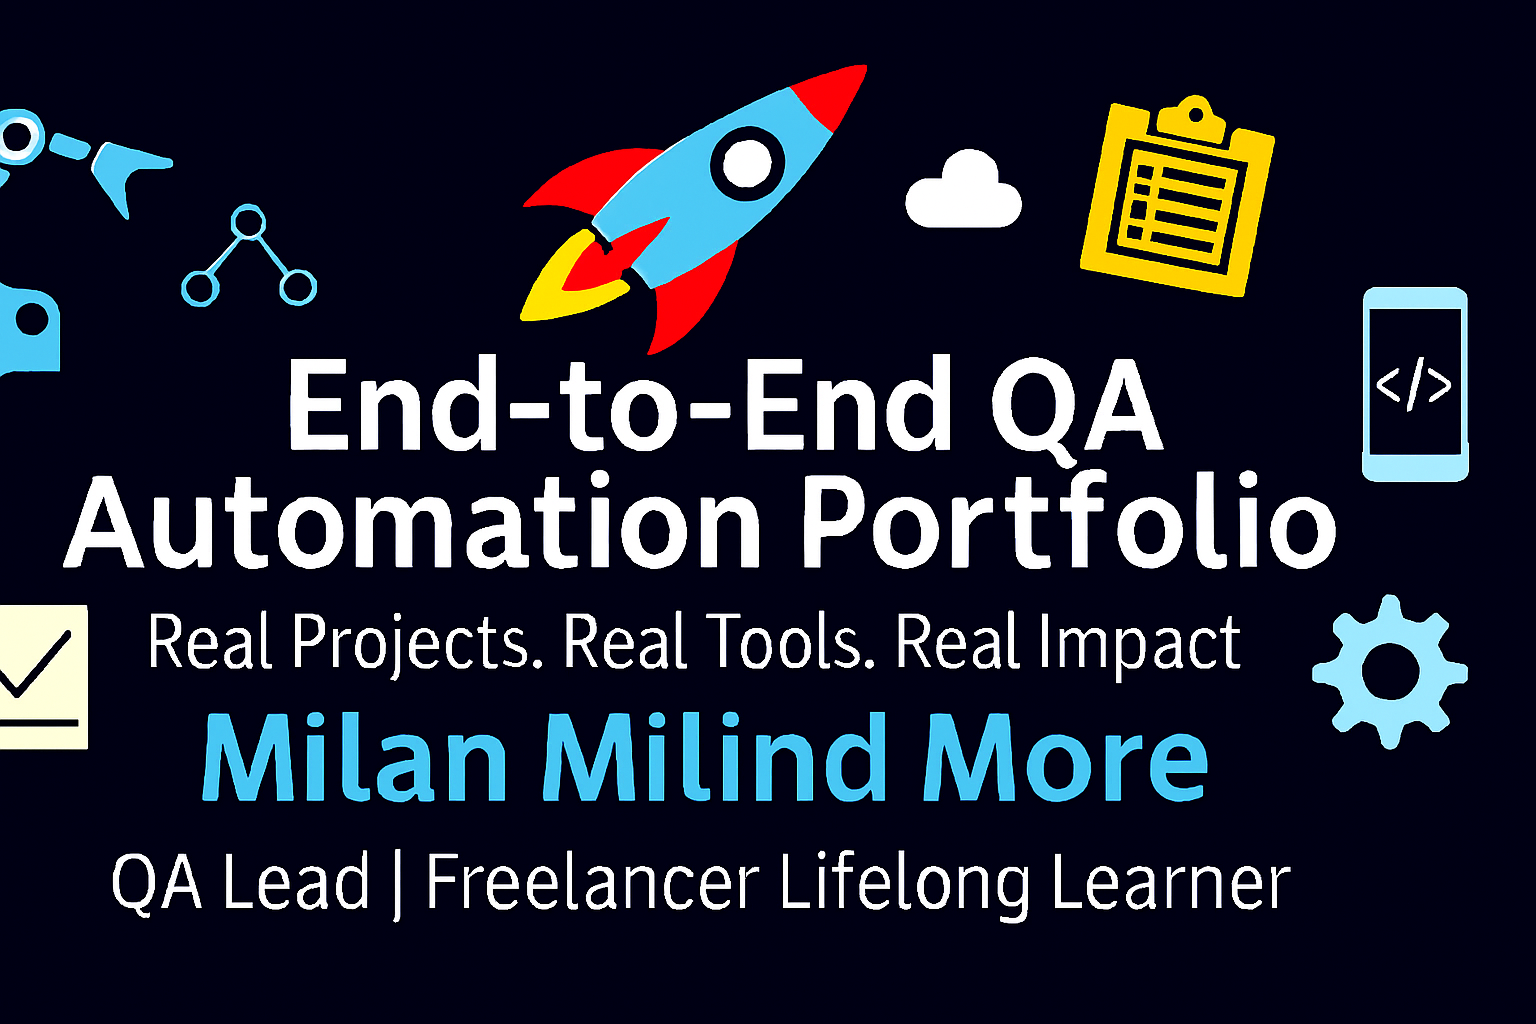 </>
End-to-End QA
Automation Portfolio
Real Projects. Real Tools. Real Impact
Milan Milind More
QA Lead | Freelancer Lifelong Learner